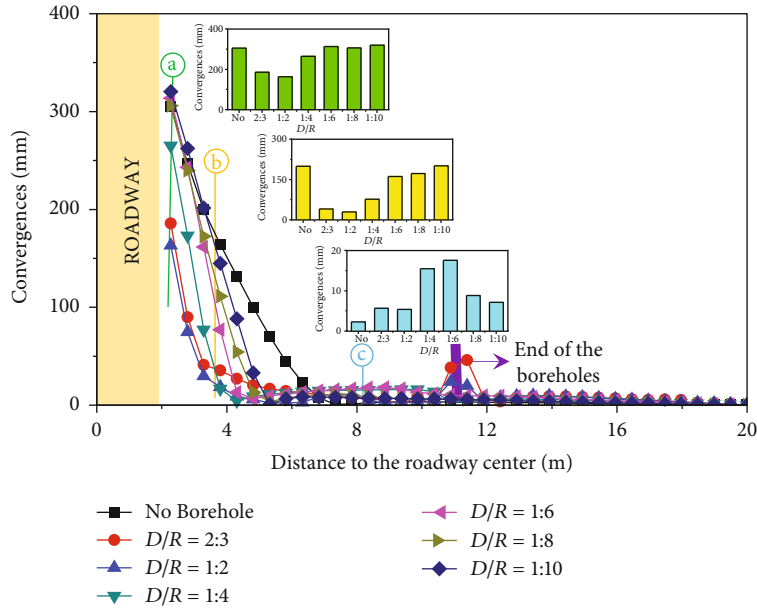 400
300
200
100
0
Convergences (mm)
ROADWAY
a
b
c
400
200
0
Convergences (mm)
No 2:3 1:2 1:4 1:6 1:8 1:10
D/R
300
150
0
Convergences (mm)
No 2:3 1:2 1:4 1:6 1:8 1:10
D/R
20
10
0
Convergences (mm)
No 2:3 1:2 1:4 1:6 1:8 1:10
D/R
End of the
boreholes
0 4 8 12 16 20
Distance to the roadway center (m)
No Borehole
D/R = 2:3
D/R = 1:2
D/R = 1:4
D/R = 1:6
D/R = 1:8
D/R = 1:10